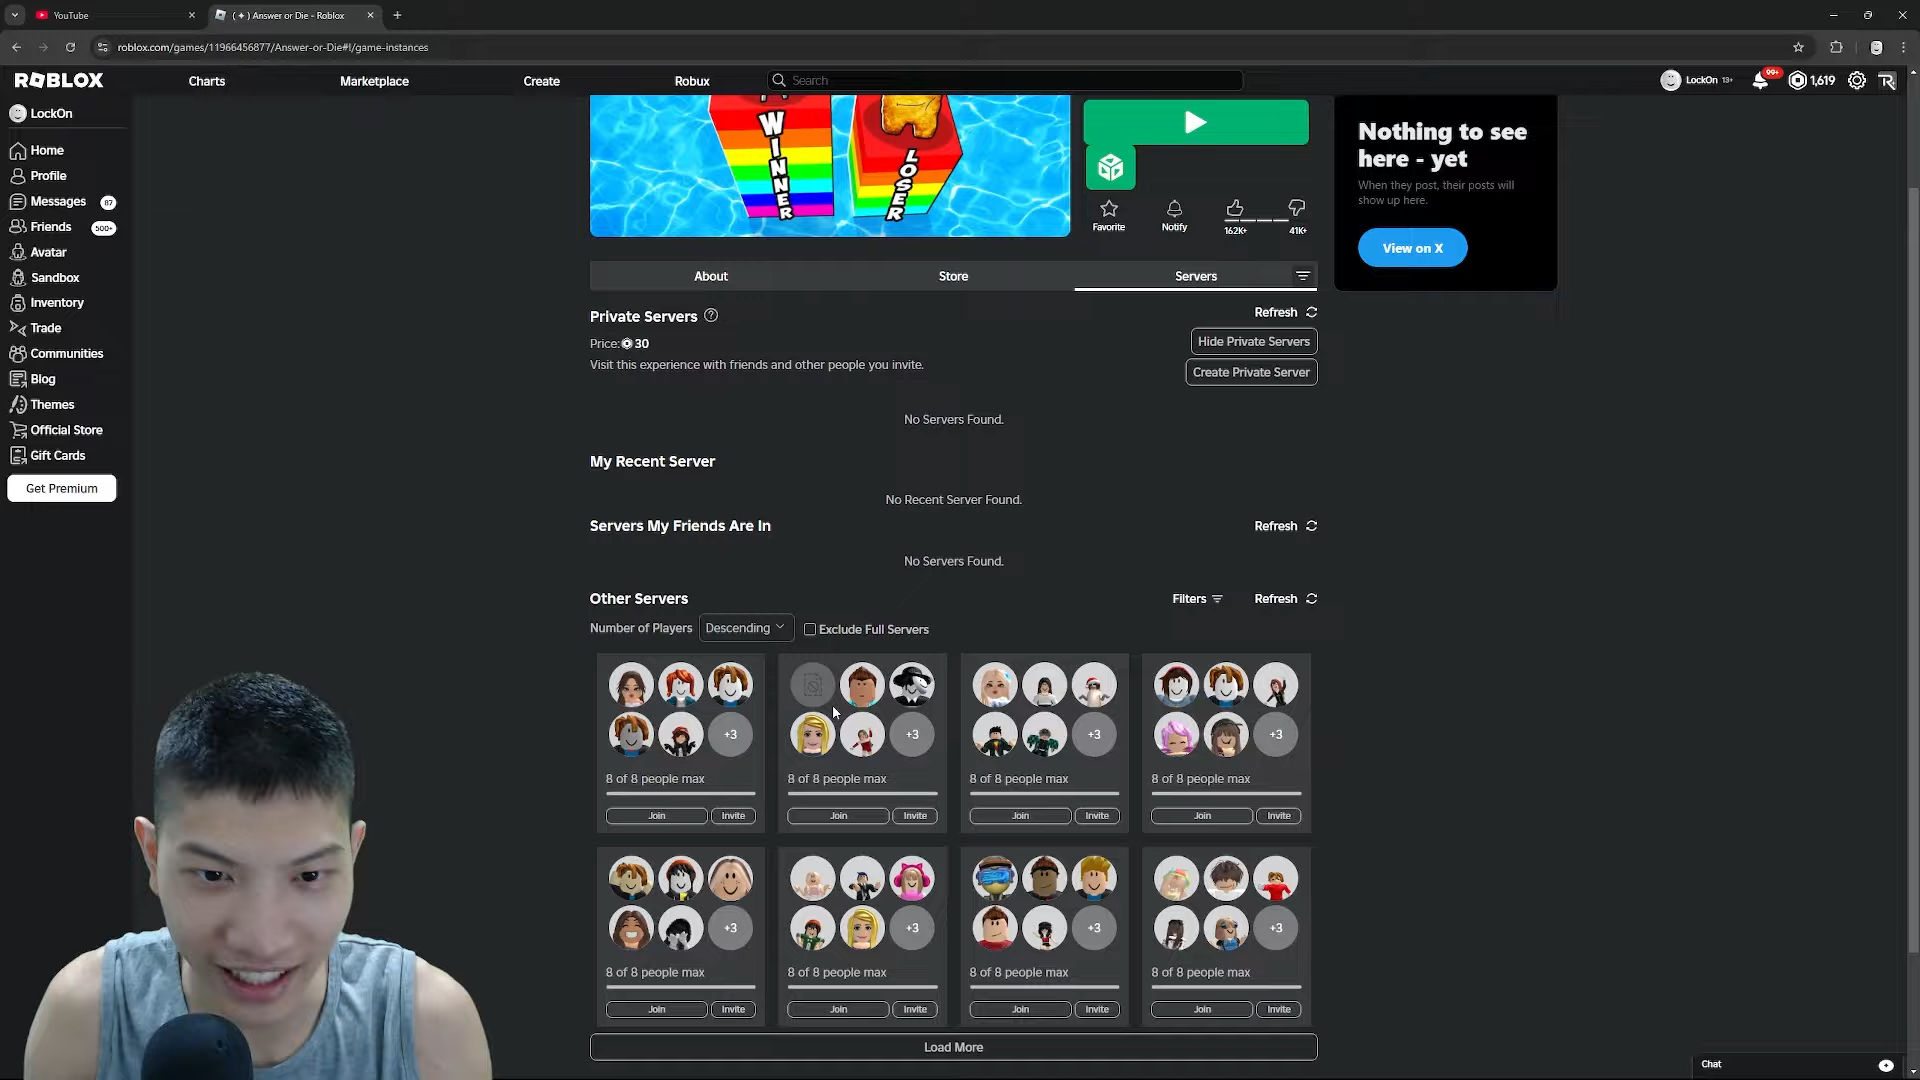 YouTube
( ✦ ) Answer or Die - Roblox
roblox.com/games/11966456877/Answer-or-Die#!/game-instances
ROBLOX
Charts
Marketplace
Create
Robux
Search
LockOn 13+
99+
1,619
LockOn
Home
Profile
Messages 87
Friends 500+
Avatar
Sandbox
Inventory
Trade
Communities
Blog
Themes
Official Store
Gift Cards
Get Premium
WINNER
LOSER
Favorite
Notify
162K+
41K+
Nothing to see
here - yet
When they post, their posts will
show up here.
View on X
About
Store
Servers
Private Servers
Refresh
Price: 30
Hide Private Servers
Visit this experience with friends and other people you invite.
Create Private Server
No Servers Found.
My Recent Server
No Recent Server Found.
Servers My Friends Are In
Refresh
No Servers Found.
Other Servers
Filters
Refresh
Number of Players
Descending
Exclude Full Servers
+3
+3
+3
+3
8 of 8 people max
8 of 8 people max
8 of 8 people max
8 of 8 people max
Join Invite
Join Invite
Join Invite
Join Invite
+3
+3
+3
+3
8 of 8 people max
8 of 8 people max
8 of 8 people max
8 of 8 people max
Join Invite
Join Invite
Join Invite
Join Invite
Load More
Chat